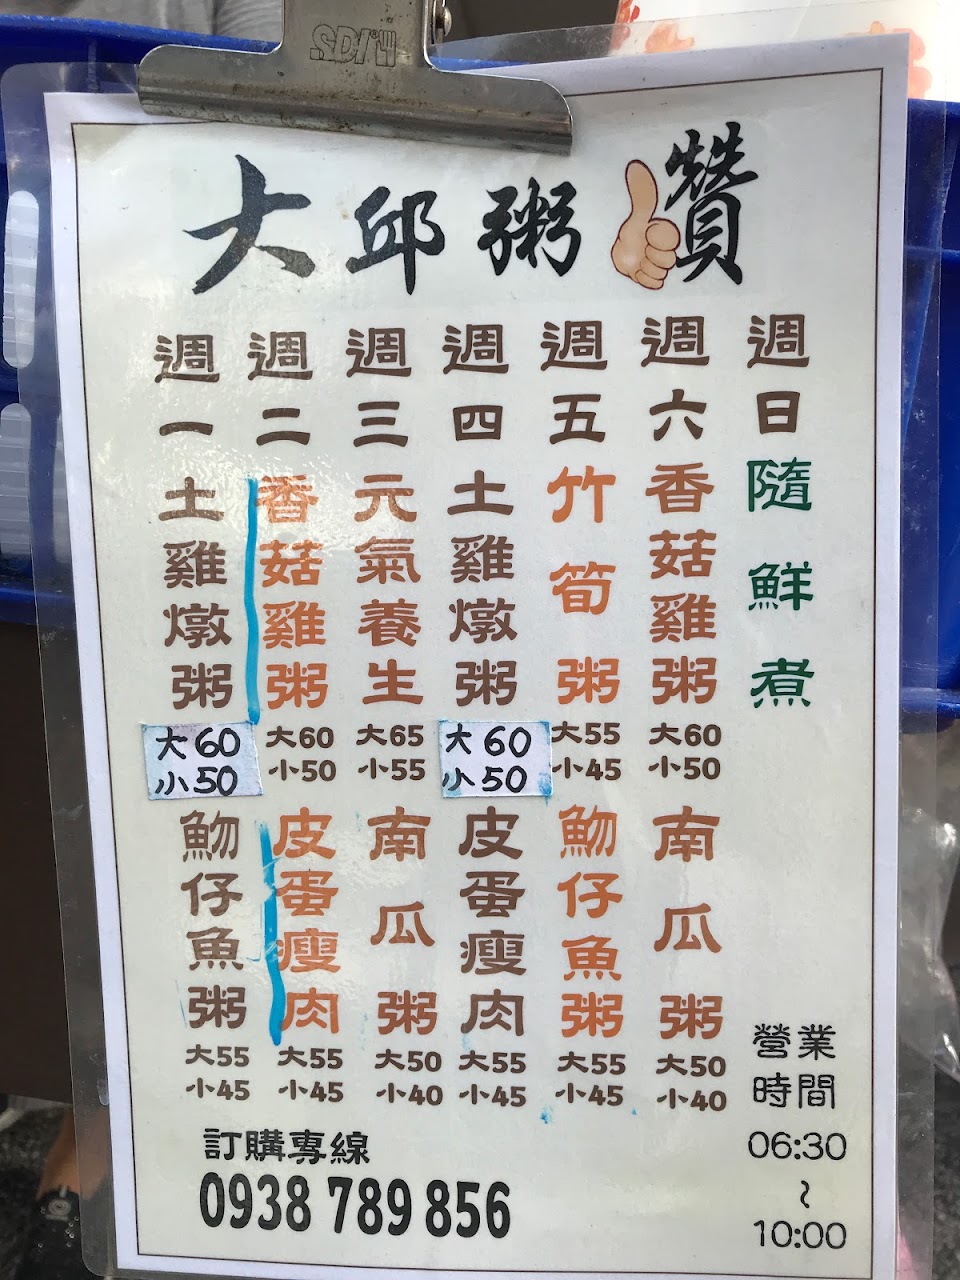 SDI
大邱粥讚
週一
土雞燉粥
大60
小50
魩仔魚粥
大55
小45
週二
香菇雞粥
大60
小50
皮蛋瘦肉
大55
小45
週三
元氣養生
大65
小55
南瓜粥
大50
小40
週四
土雞燉粥
大60
小50
皮蛋瘦肉
大55
小45
週五
竹筍粥
大55
小45
魩仔魚粥
大55
小45
週六
香菇雞粥
大60
小50
南瓜粥
大50
小40
週日
隨鮮煮
營業
時間
06:30
~
10:00
訂購專線
0938 789 856